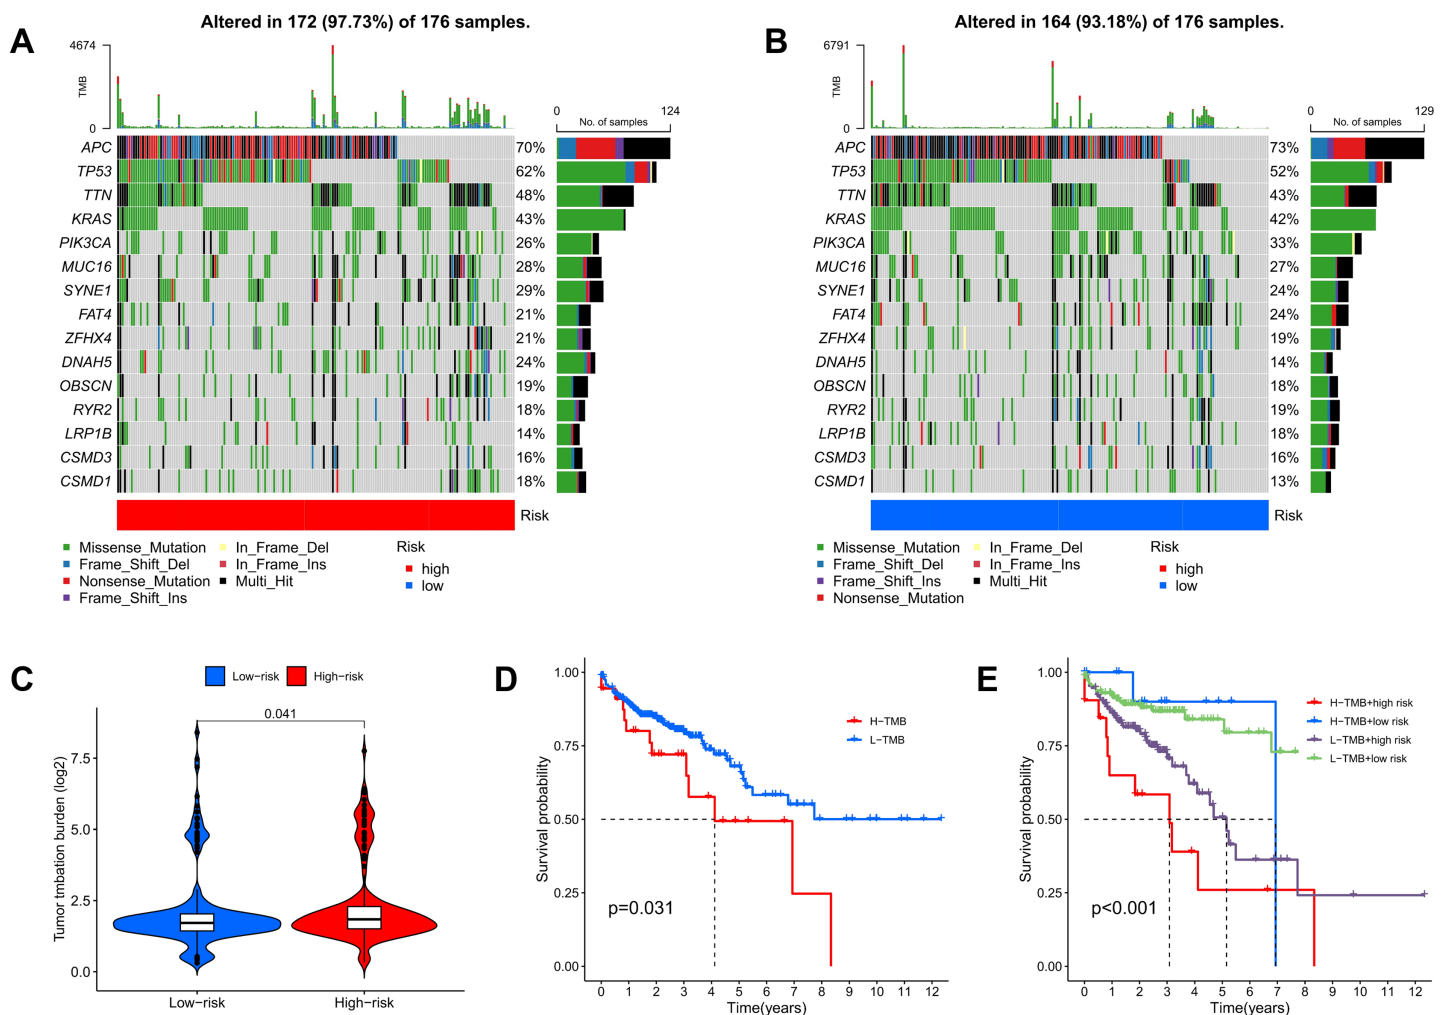 A
Altered in 172 (97.73%) of 176 samples.
4674
TMB
0
0
124
No. of samples
APC 70%
TP53 62%
TTN 48%
KRAS 43%
PIK3CA 26%
MUC16 28%
SYNE1 29%
FAT4 21%
ZFHX4 21%
DNAH5 24%
OBSCN 19%
RYR2 18%
LRP1B 14%
CSMD3 16%
CSMD1 18%
Risk
Missense_Mutation
Frame_Shift_Del
Nonsense_Mutation
Frame_Shift_Ins
In_Frame_Del
In_Frame_Ins
Multi_Hit
Risk
high
low
B
Altered in 164 (93.18%) of 176 samples.
6791
TMB
0
0
129
No. of samples
APC 73%
TP53 52%
TTN 43%
KRAS 42%
PIK3CA 33%
MUC16 27%
SYNE1 24%
FAT4 24%
ZFHX4 19%
DNAH5 14%
OBSCN 18%
RYR2 19%
LRP1B 18%
CSMD3 16%
CSMD1 13%
Risk
Missense_Mutation
Frame_Shift_Del
Frame_Shift_Ins
Nonsense_Mutation
In_Frame_Del
In_Frame_Ins
Multi_Hit
Risk
high
low
C
Low−risk
High−risk
0.041
Tumor tmbation burden (log2)
7.5
5.0
2.5
0.0
Low−risk
High−risk
D
1.00
0.75
0.50
0.25
0.00
Survival probability
H−TMB
L−TMB
p=0.031
0 1 2 3 4 5 6 7 8 9 10 11 12
Time(years)
E
1.00
0.75
0.50
0.25
0.00
Survival probability
H−TMB+high risk
H−TMB+low risk
L−TMB+high risk
L−TMB+low risk
p<0.001
0 1 2 3 4 5 6 7 8 9 10 11 12
Time(years)